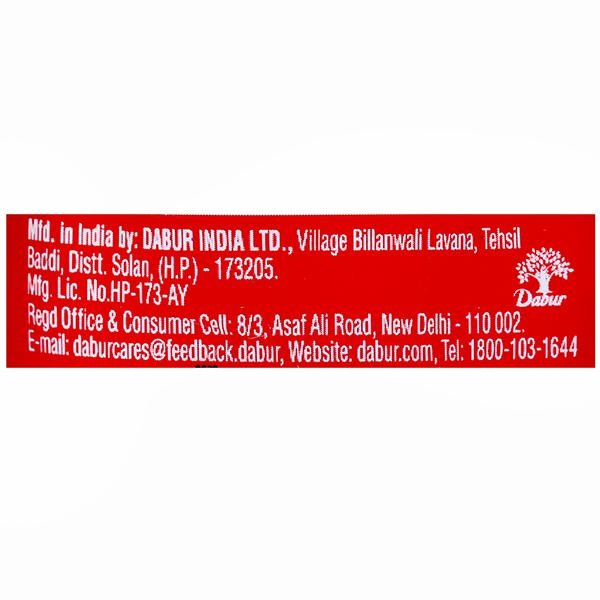 Mfd. in India by: DABUR INDIA LTD., Village Billanwali Lavana, Tehsil
Baddi, Distt. Solan, (H.P.) - 173205.
Mfg. Lic. No.HP-173-AY
Regd Office & Consumer Cell: 8/3, Asaf Ali Road, New Delhi - 110 002.
E-mail: daburcares@feedback.dabur, Website: dabur.com, Tel: 1800-103-1644
Dabur